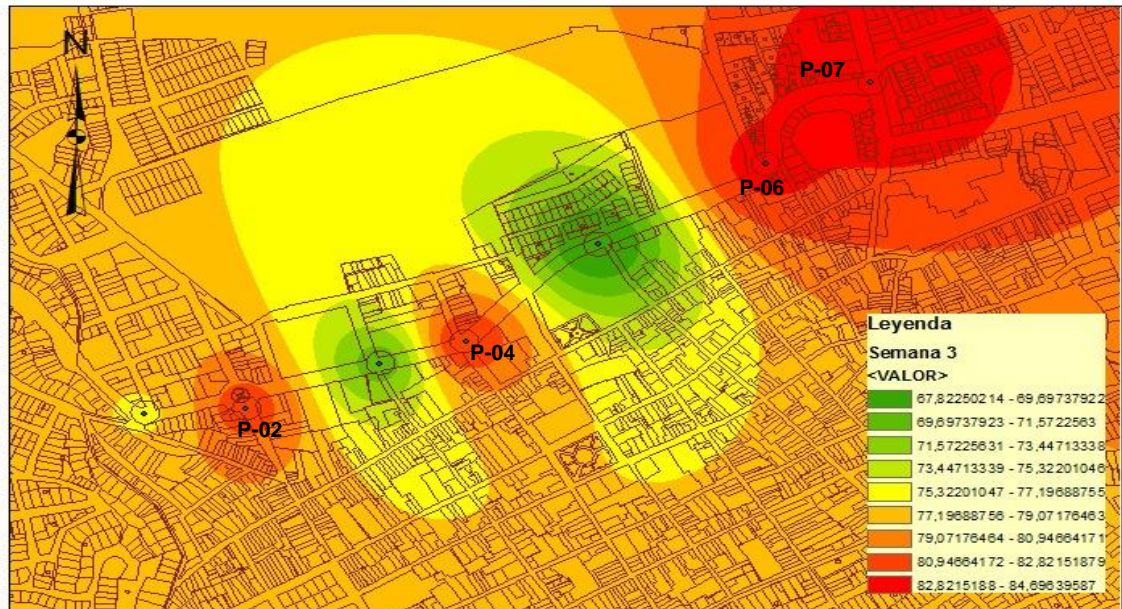 N
P-07
P-06
P-04
P-02
Leyenda
Semana 3
<VALOR>
67,82250214 - 69,69737922
69,69737923 - 71,5722563
71,57225631 - 73,44713338
73,44713339 - 75,32201046
75,32201047 - 77,19688755
77,19688756 - 79,07176463
79,07176464 - 80,94664171
80,94664172 - 82,82151879
82,8215188 - 84,69639587